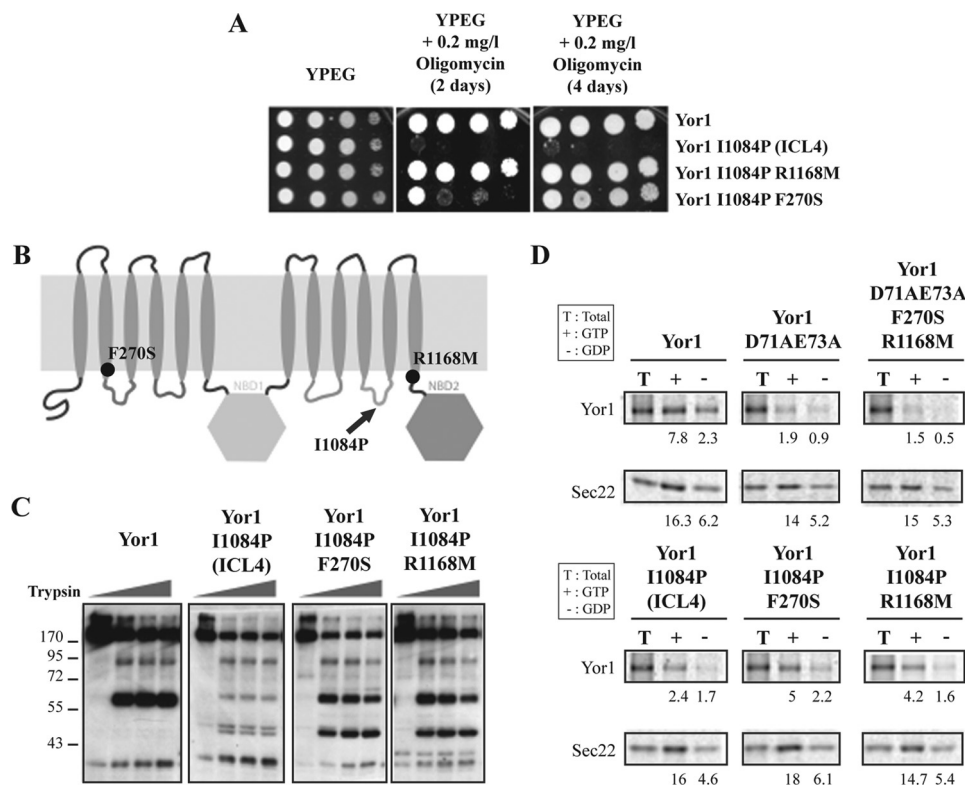 A
YPEG
YPEG
+ 0.2 mg/l
Oligomycin
(2 days)
YPEG
+ 0.2 mg/l
Oligomycin
(4 days)
Yor1
Yor1 I1084P (ICL4)
Yor1 I1084P R1168M
Yor1 I1084P F270S
B
F270S
R1168M
NBD1
NBD2
I1084P
C
Yor1
Yor1
I1084P
(ICL4)
Yor1
I1084P
F270S
Yor1
I1084P
R1168M
Trypsin
170
95
72
55
43
D
T : Total
+ : GTP
- : GDP
Yor1
Yor1
D71AE73A
Yor1
D71AE73A
F270S
R1168M
T + - T + - T + -
Yor1
7.8 2.3 1.9 0.9 1.5 0.5
Sec22
16.3 6.2 14 5.2 15 5.3
T : Total
+ : GTP
- : GDP
Yor1
I1084P
(ICL4)
Yor1
I1084P
F270S
Yor1
I1084P
R1168M
T + - T + - T + -
Yor1
2.4 1.7 5 2.2 4.2 1.6
Sec22
16 4.6 18 6.1 14.7 5.4